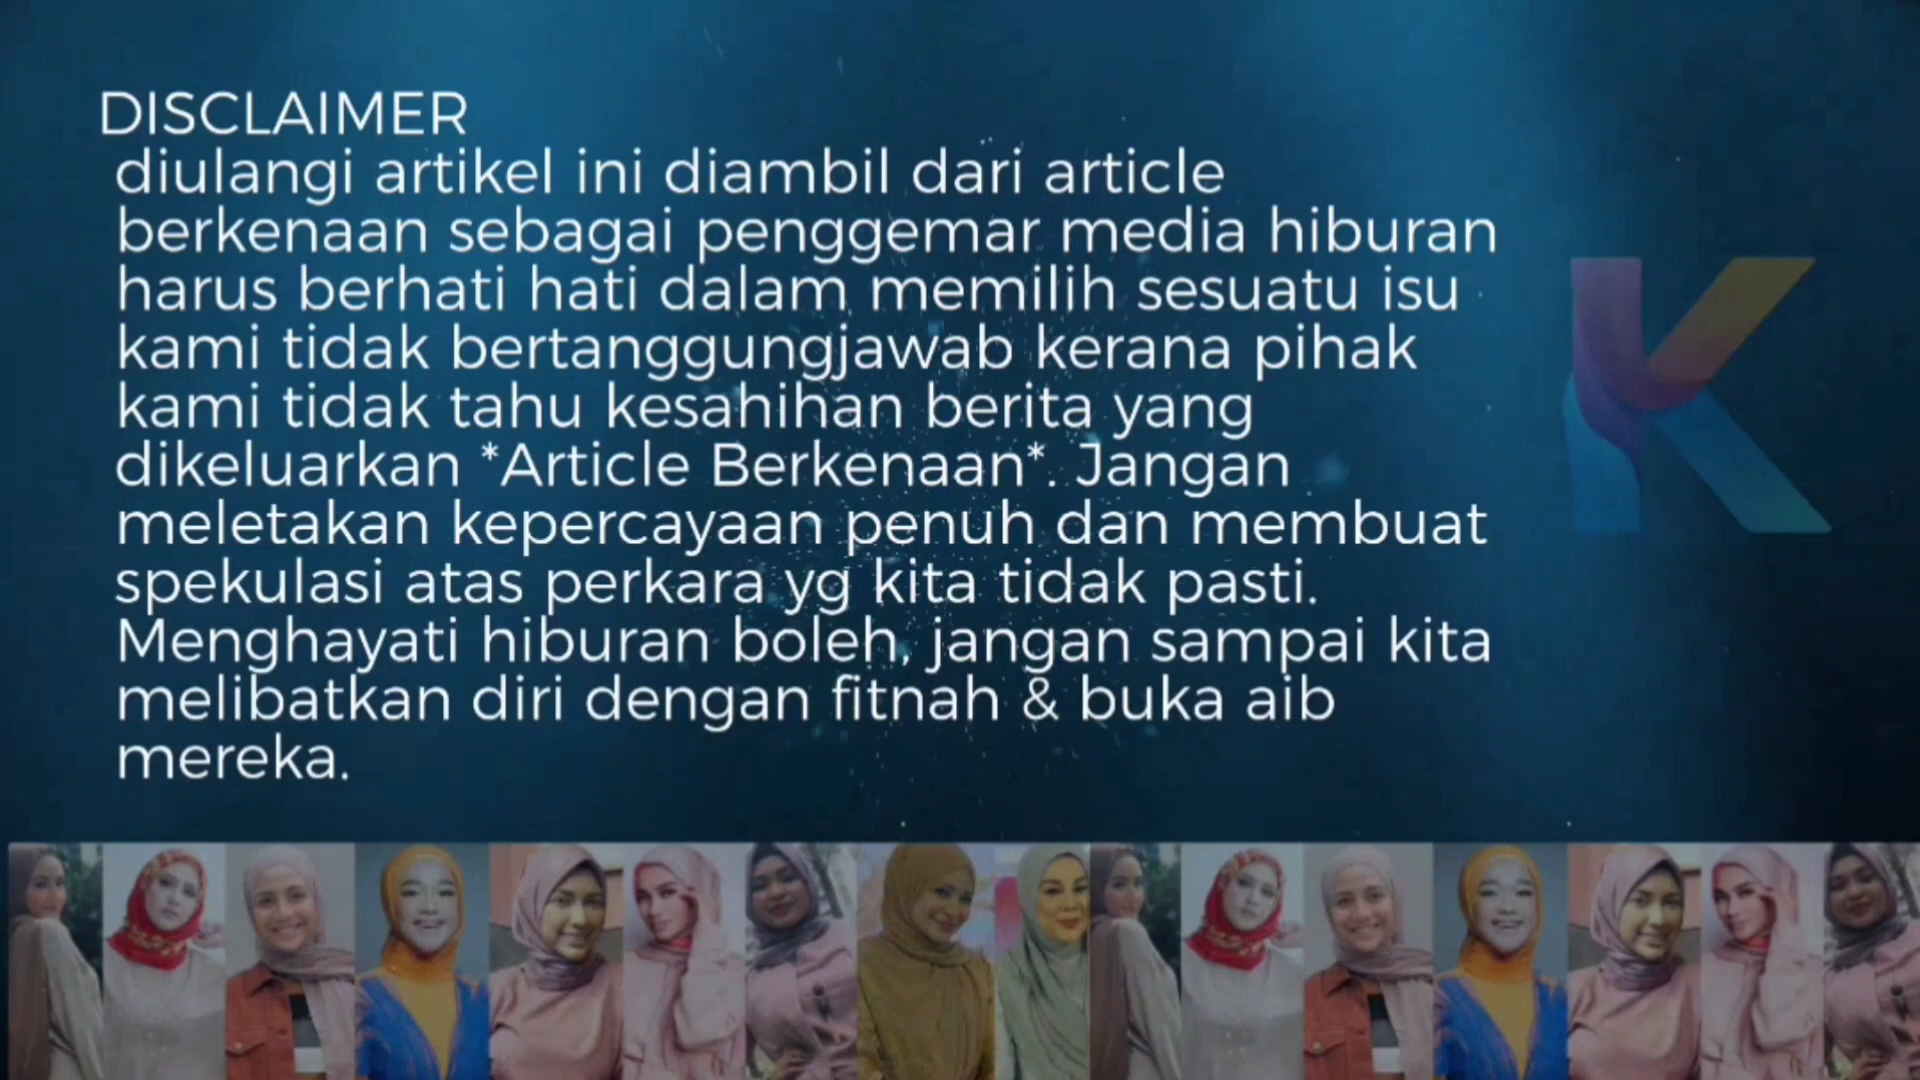 DISCLAIMER
diulangi artikel ini diambil dari article
berkenaan sebagai penggemar media hiburan
harus berhati hati dalam memilih sesuatu isu
kami tidak bertanggungjawab kerana pihak
kami tidak tahu kesahihan berita yang
dikeluarkan *Article Berkenaan*. Jangan
meletakan kepercayaan penuh dan membuat
spekulasi atas perkara yg kita tidak pasti.
Menghayati hiburan boleh, jangan sampai kita
melibatkan diri dengan fitnah & buka aib
mereka.
K